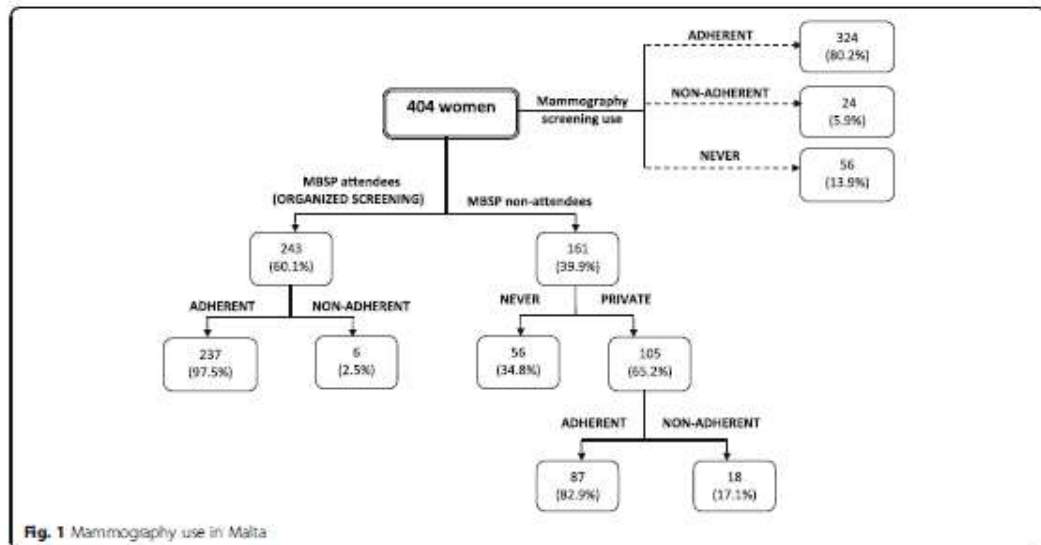 ADHERENT
324
(80.2%)
404 women
Mammography
screening use
NON-ADHERENT
24
(5.9%)
NEVER
56
(13.9%)
MBSP attendees
(ORGANIZED SCREENING)
MBSP non-attendees
243
(60.1%)
161
(39.9%)
ADHERENT
NON-ADHERENT
NEVER
PRIVATE
237
(97.5%)
6
(2.5%)
56
(34.8%)
105
(65.2%)
ADHERENT
NON-ADHERENT
87
(82.9%)
18
(17.1%)
Fig. 1 Mammography use in Malta